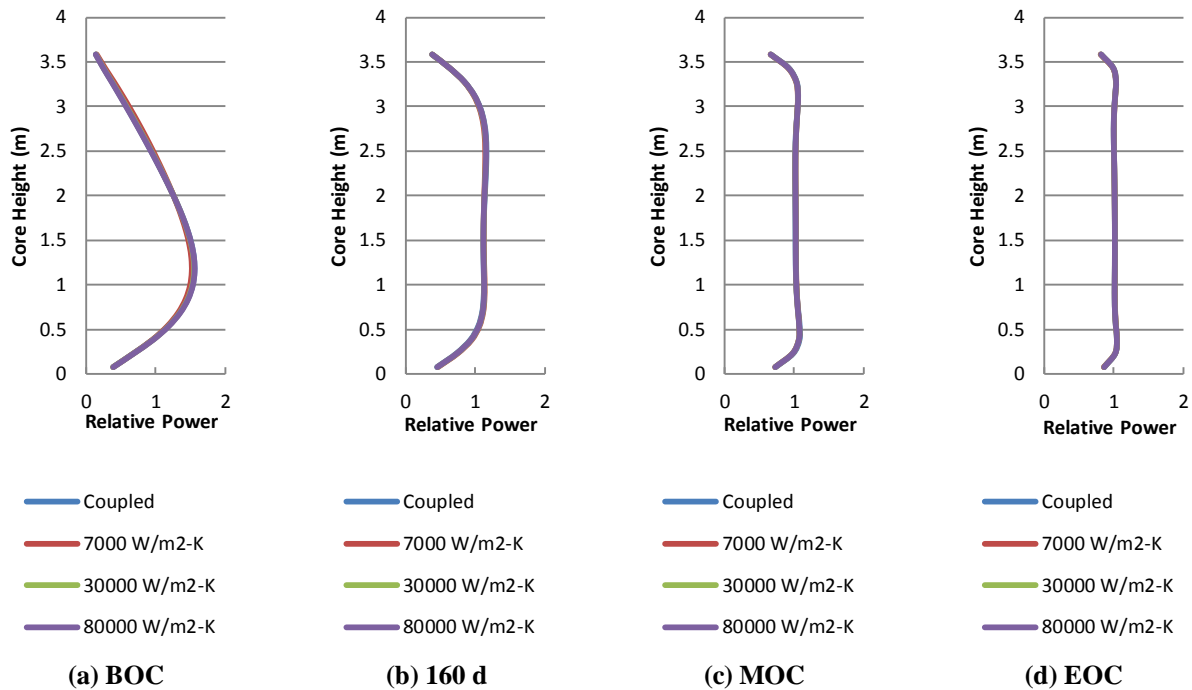 4 4 4 4
3.5 3.5 3.5 3.5
3 3 3 3
2.5 2.5 2.5 2.5
2 2 2 2
1.5 1.5 1.5 1.5
1 1 1 1
0.5 0.5 0.5 0.5
0 0 0 0
Core Height (m) Core Height (m) Core Height (m) Core Height (m)
0 1 2 0 1 2 0 1 2 0 1 2
Relative Power Relative Power Relative Power Relative Power
Coupled Coupled Coupled Coupled
7000 W/m2-K 7000 W/m2-K 7000 W/m2-K 7000 W/m2-K
30000 W/m2-K 30000 W/m2-K 30000 W/m2-K 30000 W/m2-K
80000 W/m2-K 80000 W/m2-K 80000 W/m2-K 80000 W/m2-K
(a) BOC (b) 160 d (c) MOC (d) EOC